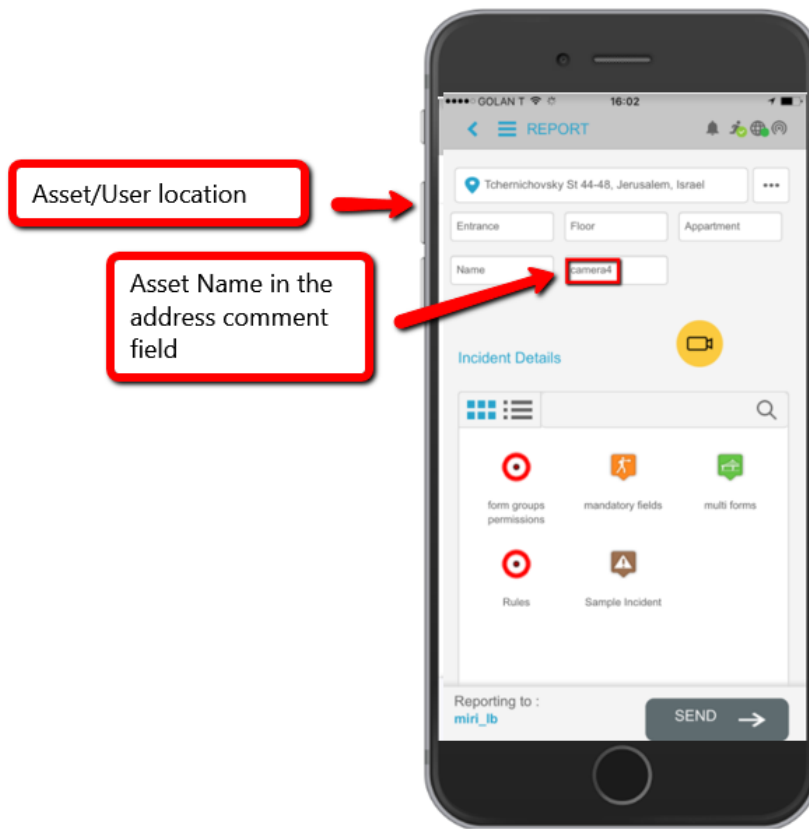 GOLAN T 16:02
REPORT
Asset/User location
Tchernichovsky St 44-48, Jerusalem, Israel
Entrance Floor Appartment
Name camera4
Asset Name in the
address comment
field
Incident Details
form groups
permissions
mandatory fields
multi forms
Rules
Sample Incident
Reporting to :
miri_lb
SEND